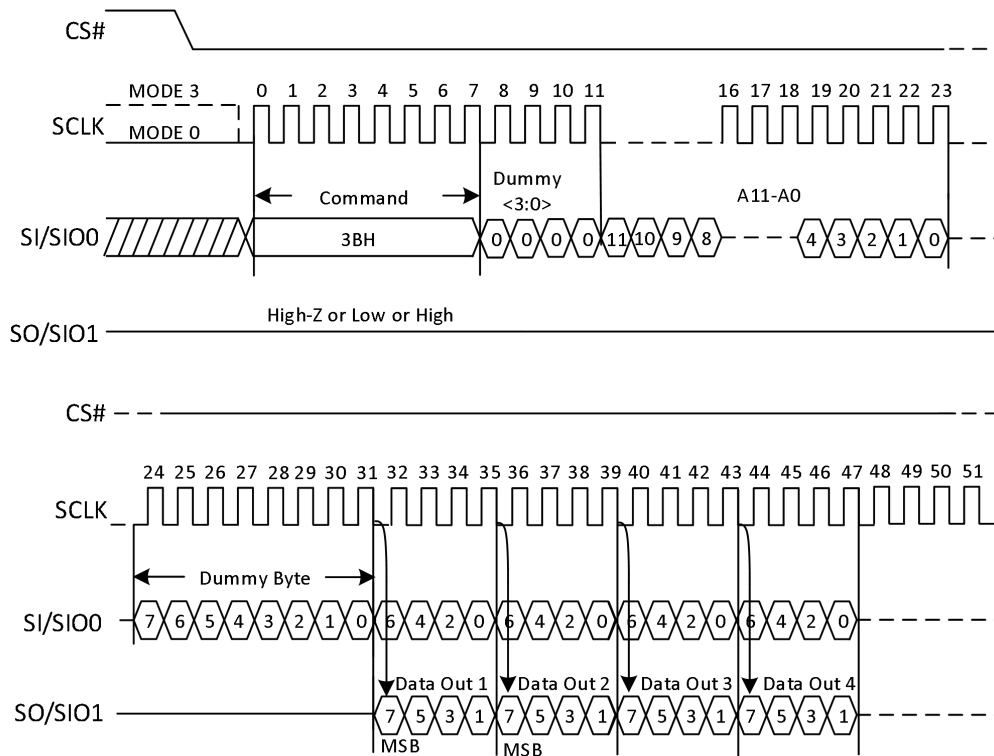 CS#
MODE 3
0 1 2 3 4 5 6 7 8 9 10 11 16 17 18 19 20 21 22 23
SCLK
MODE 0
Dummy
Command
<3:0>
A11-A0
SI/SIO0
3BH
0 0 0 0 11 10 9 8 4 3 2 1 0
High-Z or Low or High
SO/SIO1
CS#
24 25 26 27 28 29 30 31 32 33 34 35 36 37 38 39 40 41 42 43 44 45 46 47 48 49 50 51
SCLK
Dummy Byte
SI/SIO0
7 6 5 4 3 2 1 0 6 4 2 0 6 4 2 0 6 4 2 0 6 4 2 0
Data Out 1 Data Out 2 Data Out 3 Data Out 4
SO/SIO1
7 5 3 1 7 5 3 1 7 5 3 1 7 5 3 1
MSB MSB